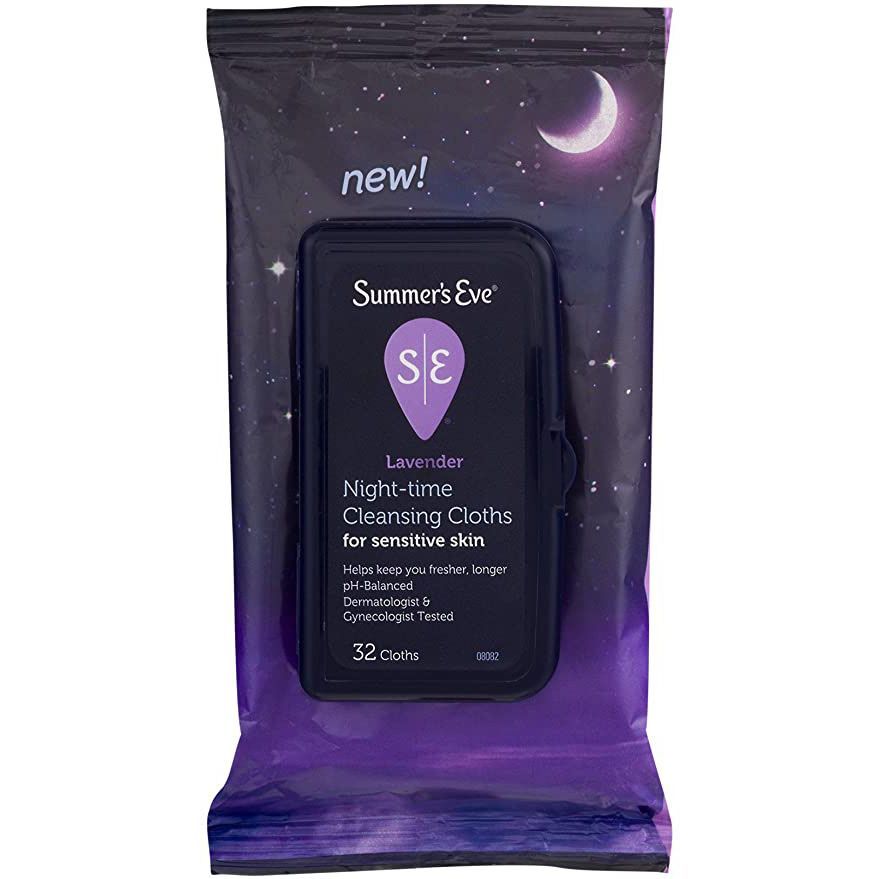 new!
Summer's Eve®
S|E®
Lavender
Night-time
Cleansing Cloths
for sensitive skin
Helps keep you fresher, longer
pH-Balanced
Dermatologist &
Gynecologist Tested
32 Cloths 08082